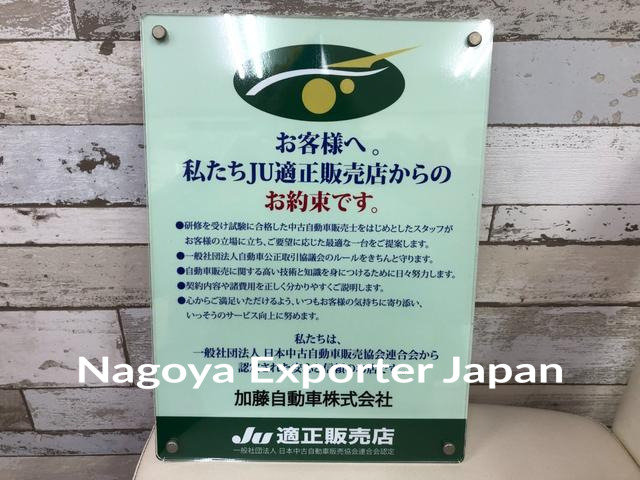 お客様へ。
私たちJU適正販売店からの
お約束です。
●研修を受け試験に合格した中古自動車販売士をはじめとしたスタッフが
お客様の立場に立ち、ご要望に応じた最適な一台をご提案します。
●一般社団法人自動車公正取引協議会のルールをきちんと守ります。
●自動車販売に関する高い技術と知識を身につけるために日々努力します。
●契約内容や諸費用を正しく分かりやすくご説明します。
●心からご満足いただけるよう、いつもお客様の気持ちに寄り添い、
いっそうのサービス向上に努めます。
私たちは、
一般社団法人 日本中古自動車販売協会連合会から
Nagoya Exporter Japan
加藤自動車株式会社
JU 適正販売店
一般社団法人 日本中古自動車販売協会連合会認定